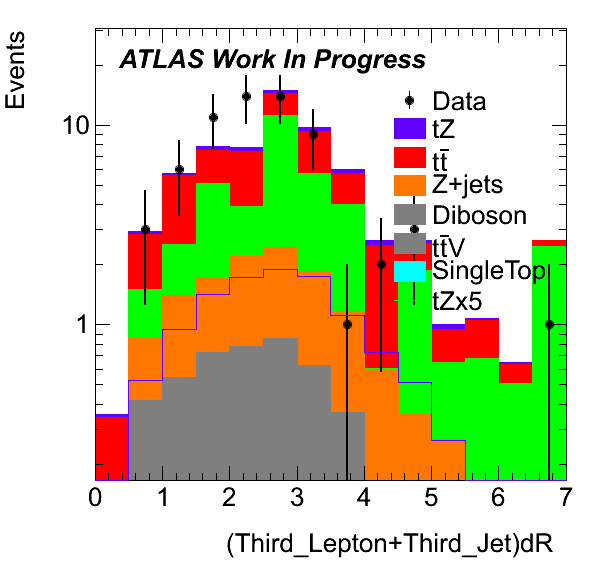 ATLAS Work In Progress
Events
Data
tZ
tt̄
Z+jets
Diboson
tt̄V
SingleTop
tZx5
10
1
0 1 2 3 4 5 6 7
(Third_Lepton+Third_Jet)dR